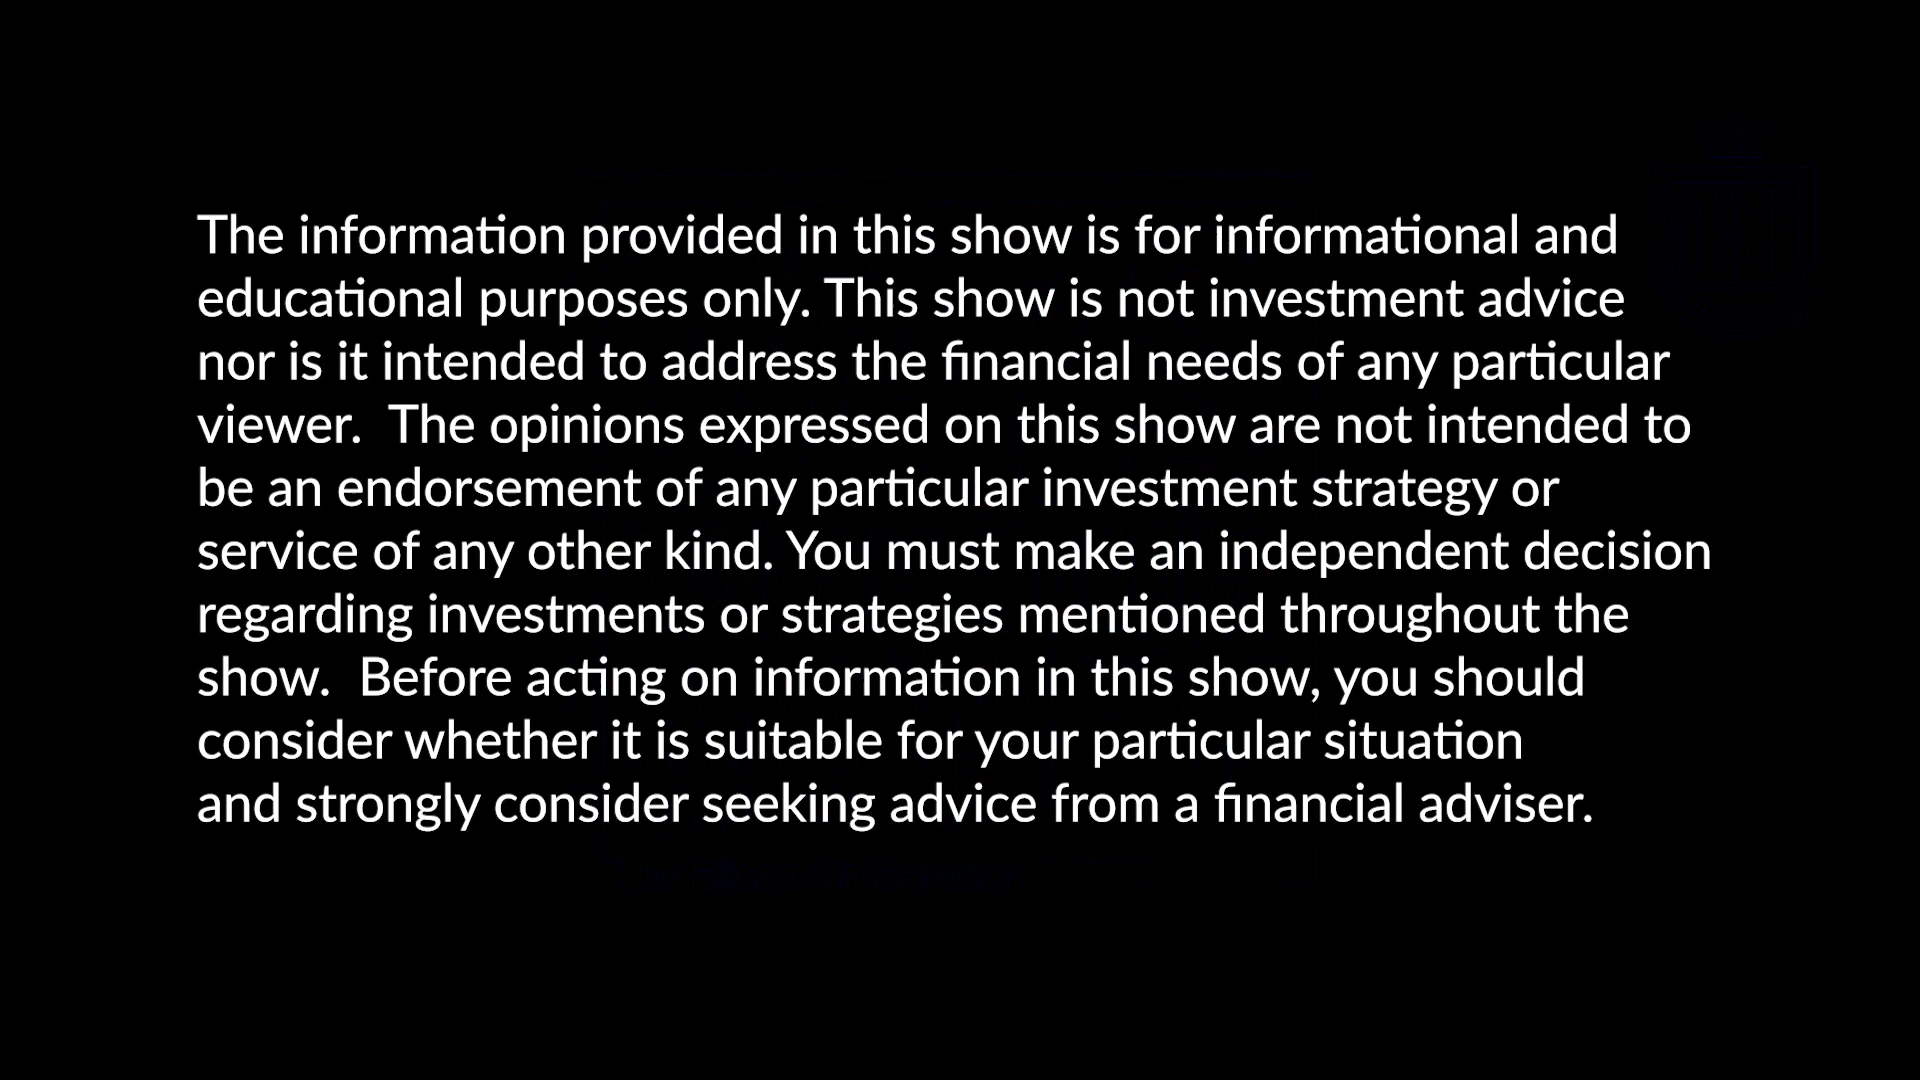 The information provided in this show is for informational and
educational purposes only. This show is not investment advice
nor is it intended to address the financial needs of any particular
viewer.  The opinions expressed on this show are not intended to
be an endorsement of any particular investment strategy or
service of any other kind. You must make an independent decision
regarding investments or strategies mentioned throughout the
show.  Before acting on information in this show, you should
consider whether it is suitable for your particular situation
and strongly consider seeking advice from a financial adviser.